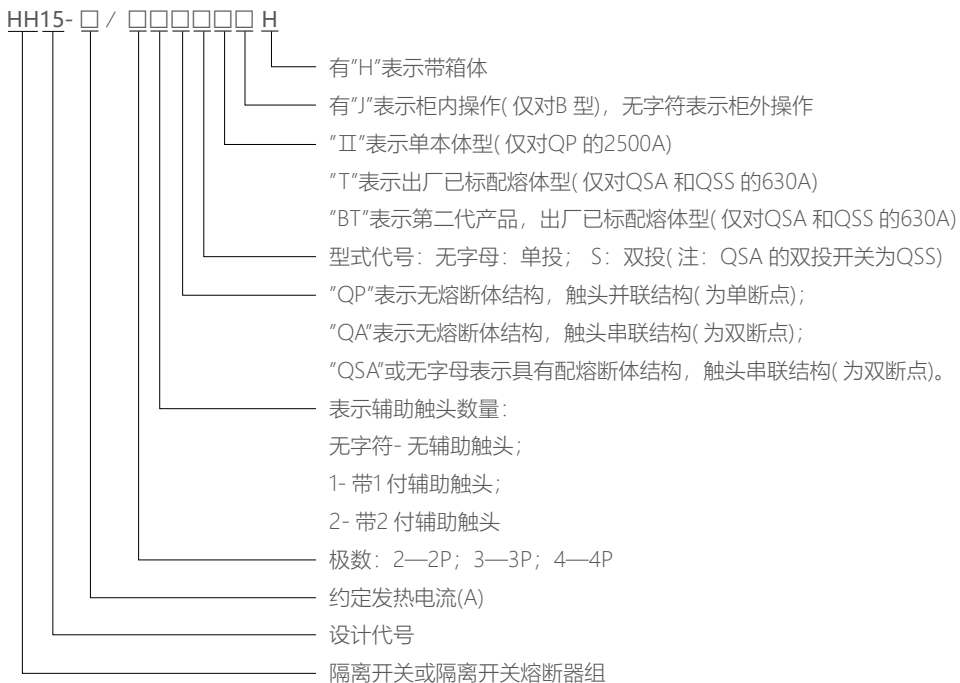 HH15-□/□□□□□□H
有"H"表示带箱体
有"J"表示柜内操作(仅对B 型)，无字符表示柜外操作
"Ⅱ"表示单本体型(仅对QP 的2500A)
"T"表示出厂已标配熔体型(仅对QSA 和QSS 的630A)
"BT"表示第二代产品，出厂已标配熔体型(仅对QSA 和QSS 的630A)
型式代号：无字母：单投； S：双投(注：QSA 的双投开关为QSS)
"QP"表示无熔断体结构，触头并联结构(为单断点)；
"QA"表示无熔断体结构，触头串联结构(为双断点)；
"QSA"或无字母表示具有配熔断体结构，触头串联结构(为双断点)。
表示辅助触头数量：
无字符- 无辅助触头；
1- 带1 付辅助触头；
2- 带2 付辅助触头
极数：2—2P；3—3P；4—4P
约定发热电流(A)
设计代号
隔离开关或隔离开关熔断器组